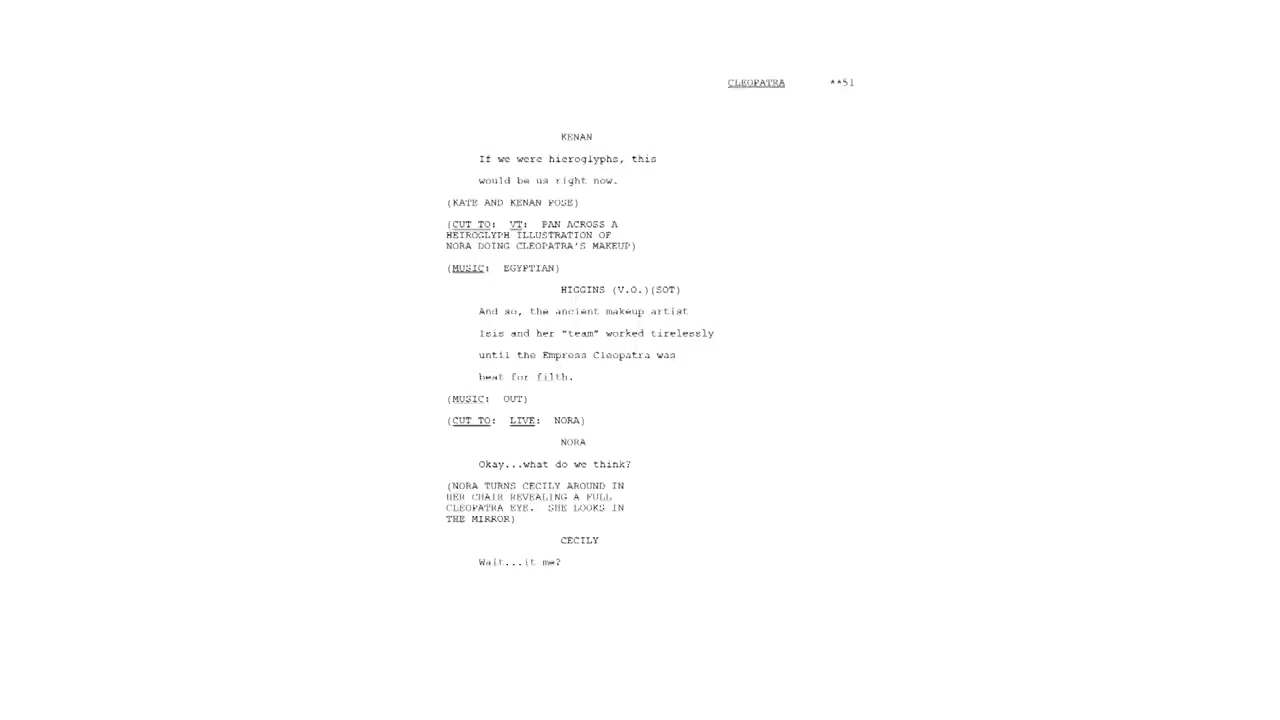 CLEOPATRA **51
KENAN
If we were hieroglyphs, this
would be us right now.
(KATE AND KENAN POSE)
(CUT TO: VT: PAN ACROSS A
HEIROGLYPH ILLUSTRATION OF
NORA DOING CLEOPATRA'S MAKEUP)
(MUSIC: EGYPTIAN)
HIGGINS (V.O.)(SOT)
And so, the ancient makeup artist
Isis and her "team" worked tirelessly
until the Empress Cleopatra was
beat for filth.
(MUSIC: OUT)
(CUT TO: LIVE: NORA)
NORA
Okay...what do we think?
(NORA TURNS CECILY AROUND IN
HER CHAIR REVEALING A FULL
CLEOPATRA EYE. SHE LOOKS IN
THE MIRROR)
CECILY
Wait...it me?